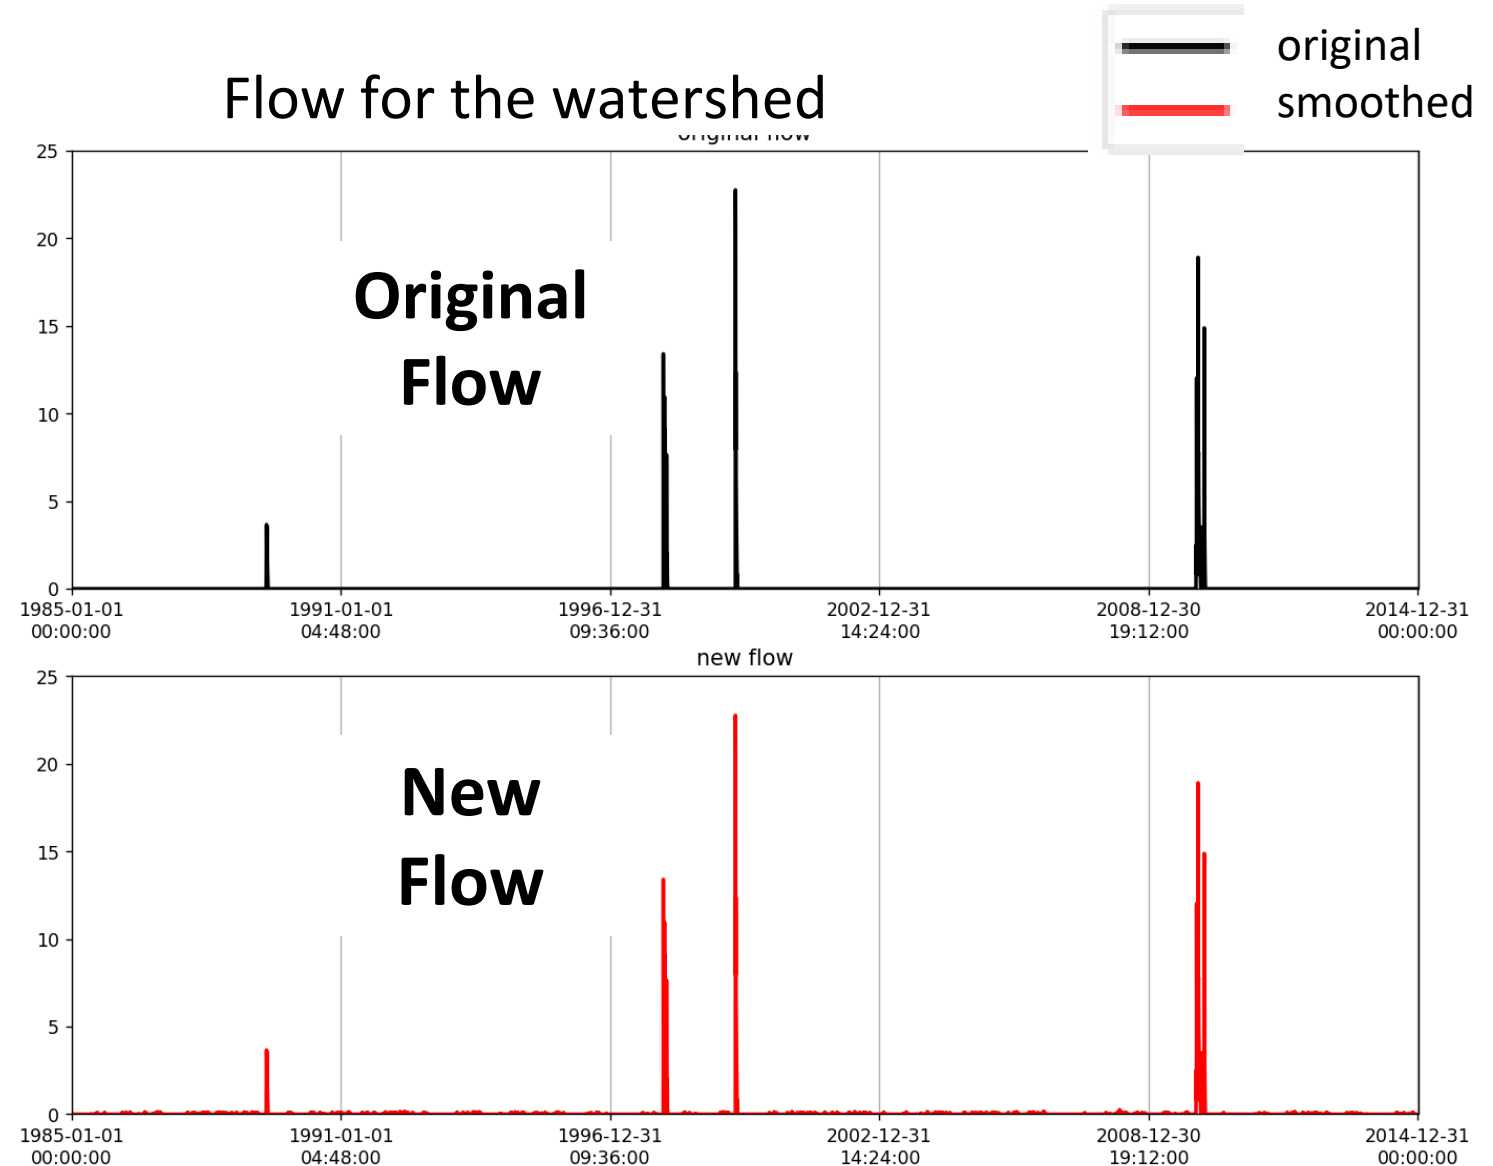 original
smoothed
Flow for the watershed
original flow
25
20
15
10
5
0
Original
Flow
1985-01-01 1991-01-01 1996-12-31 2002-12-31 2008-12-30 2014-12-31
00:00:00 04:48:00 09:36:00 14:24:00 19:12:00 00:00:00
new flow
25
20
15
10
5
0
New
Flow
1985-01-01 1991-01-01 1996-12-31 2002-12-31 2008-12-30 2014-12-31
00:00:00 04:48:00 09:36:00 14:24:00 19:12:00 00:00:00